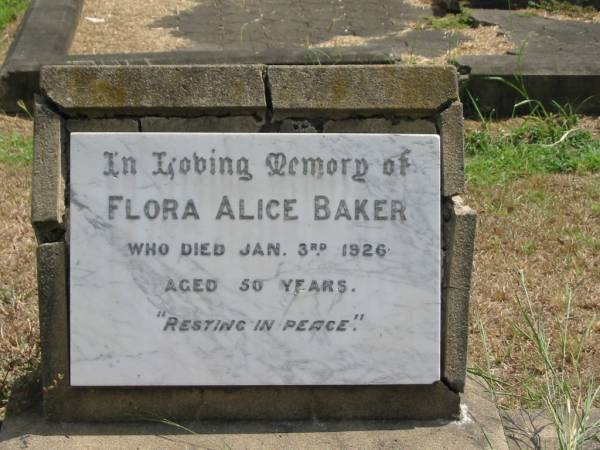 In Loving Memory of
FLORA ALICE BAKER
WHO DIED JAN. 3RD 1926
AGED 50 YEARS.
"RESTING IN PEACE."